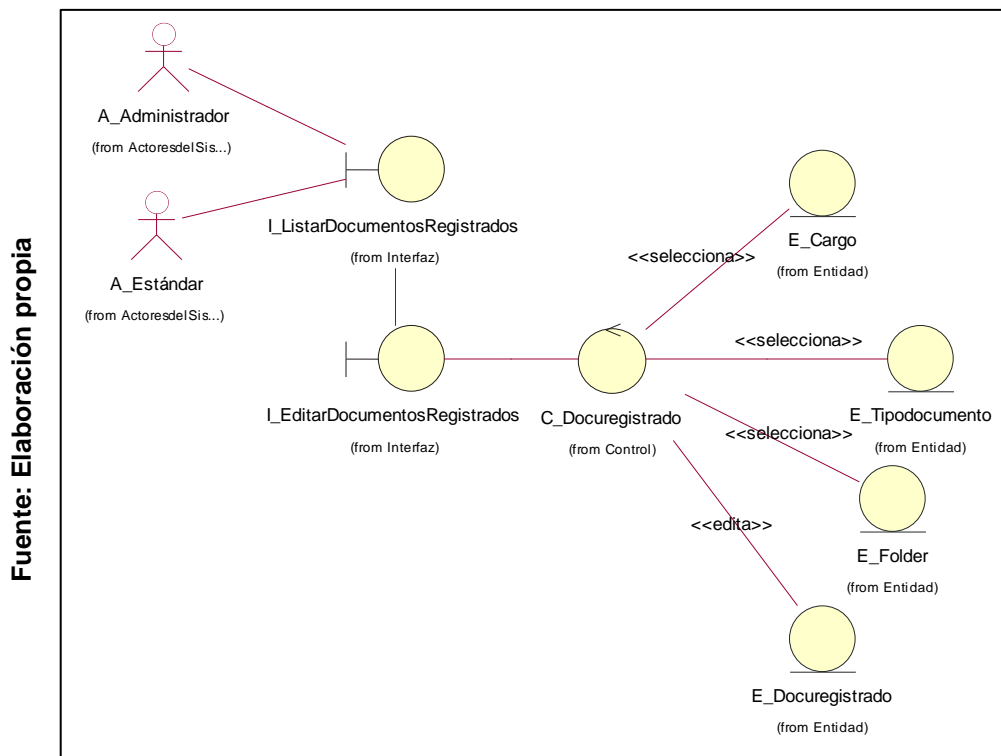 Fuente: Elaboración propia
A_Administrador
(from ActoresdelSis...)
A_Estándar
(from ActoresdelSis...)
I_ListarDocumentosRegistrados
(from Interfaz)
I_EditarDocumentosRegistrados
(from Interfaz)
C_Docuregistrado
(from Control)
<<selecciona>>
E_Cargo
(from Entidad)
<<selecciona>>
E_Tipodocumento
(from Entidad)
<<selecciona>>
E_Folder
(from Entidad)
<<edita>>
E_Docuregistrado
(from Entidad)